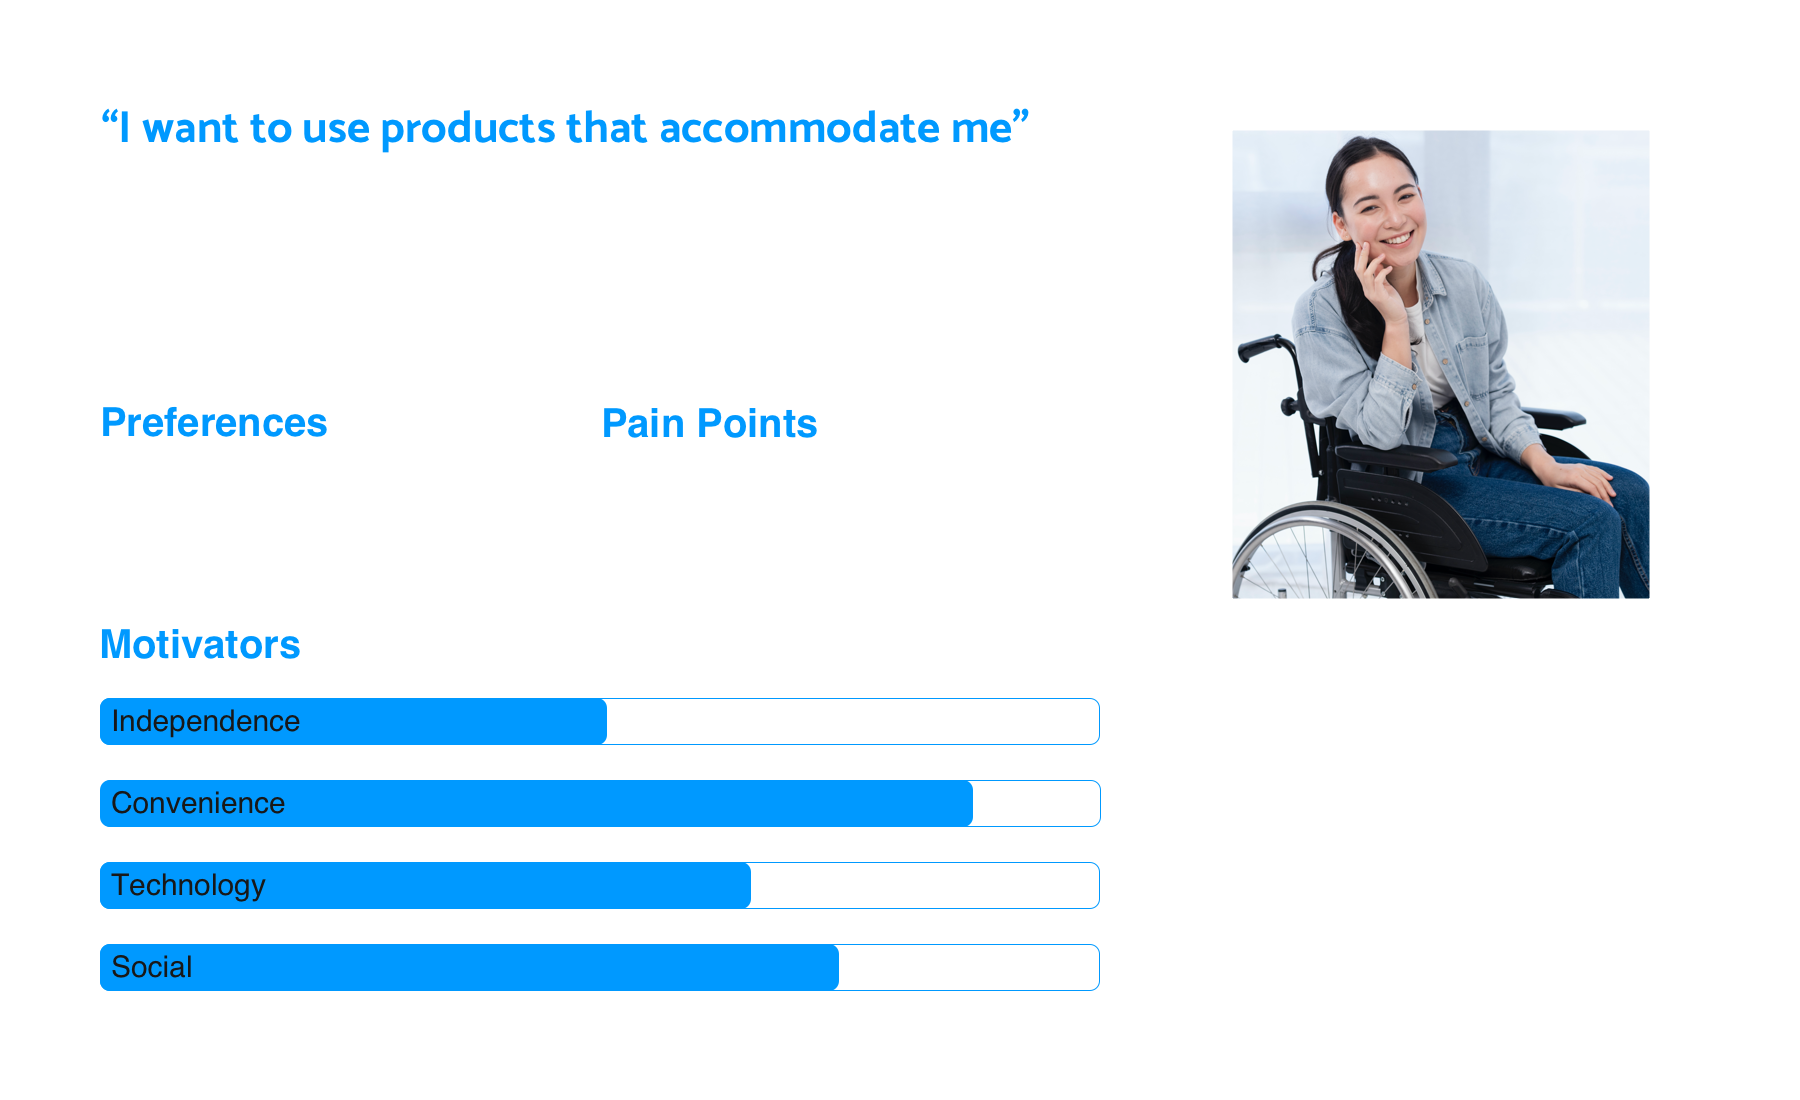 “I want to use products that accommodate me”
Preferences
Pain Points
Motivators
Independence
Convenience
Technology
Social